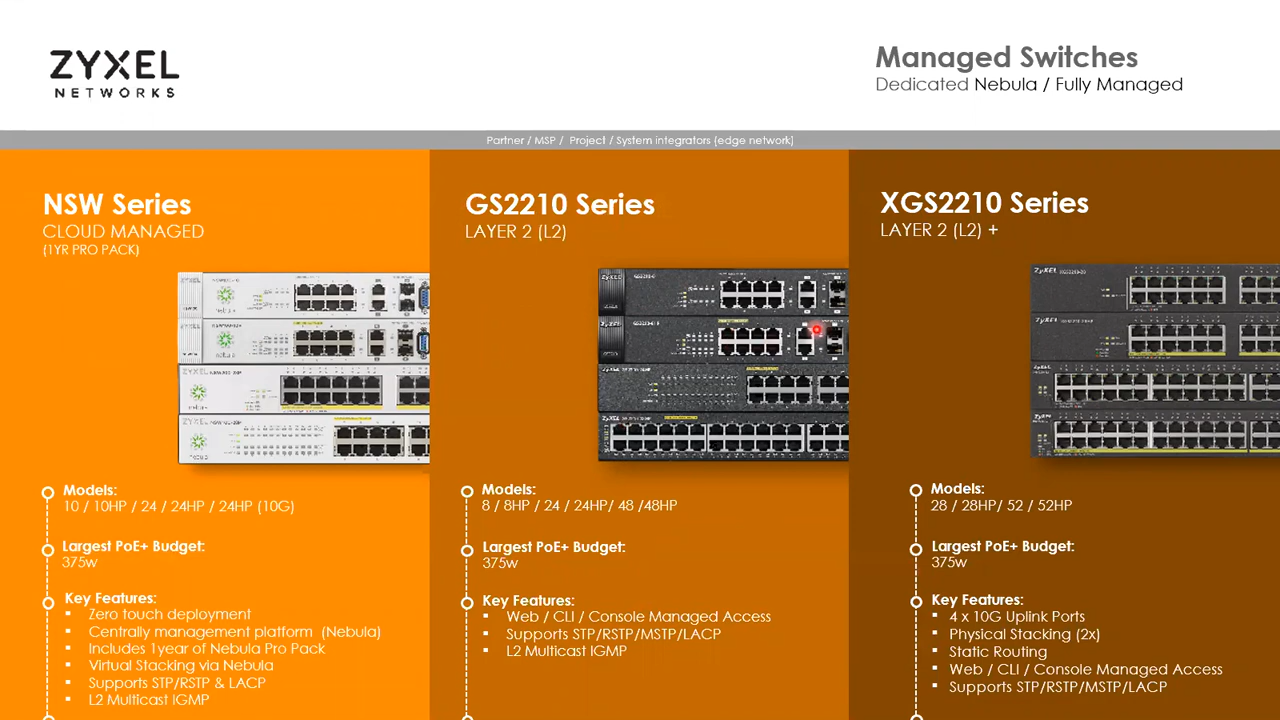 ZYXEL
NETWORKS
Managed Switches
Dedicated Nebula / Fully Managed
Partner / MSP / Project / System integrators (edge network)
NSW Series
CLOUD MANAGED
(1YR PRO PACK)
Models:
10 / 10HP / 24 / 24HP / 24HP (10G)
Largest PoE+ Budget:
375w
Key Features:
▪ Zero touch deployment
▪ Centrally management platform (Nebula)
▪ Includes 1year of Nebula Pro Pack
▪ Virtual Stacking via Nebula
▪ Supports STP/RSTP & LACP
▪ L2 Multicast IGMP
GS2210 Series
LAYER 2 (L2)
Models:
8 / 8HP / 24 / 24HP/ 48 /48HP
Largest PoE+ Budget:
375w
Key Features:
▪ Web / CLI / Console Managed Access
▪ Supports STP/RSTP/MSTP/LACP
▪ L2 Multicast IGMP
XGS2210 Series
LAYER 2 (L2) +
Models:
28 / 28HP/ 52 / 52HP
Largest PoE+ Budget:
375w
Key Features:
▪ 4 x 10G Uplink Ports
▪ Physical Stacking (2x)
▪ Static Routing
▪ Web / CLI / Console Managed Access
▪ Supports STP/RSTP/MSTP/LACP